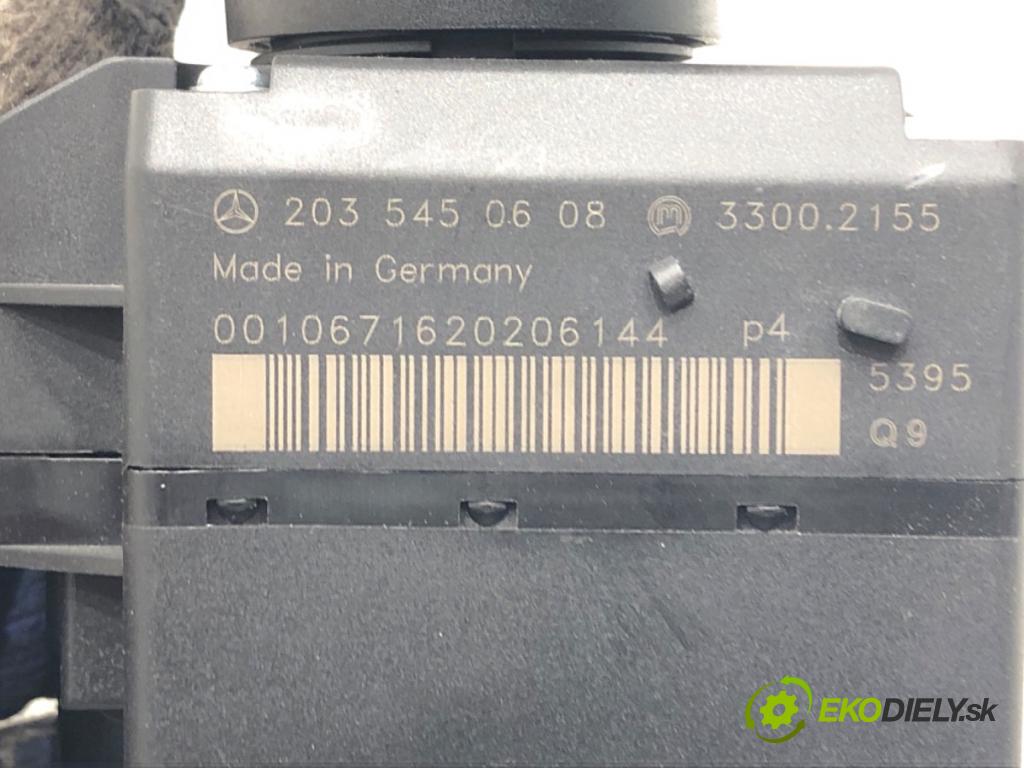 203 545 06 08 M 3300.2155
Made in Germany
0010671620206144 p4
5395
Q9
EKODIELY.sk